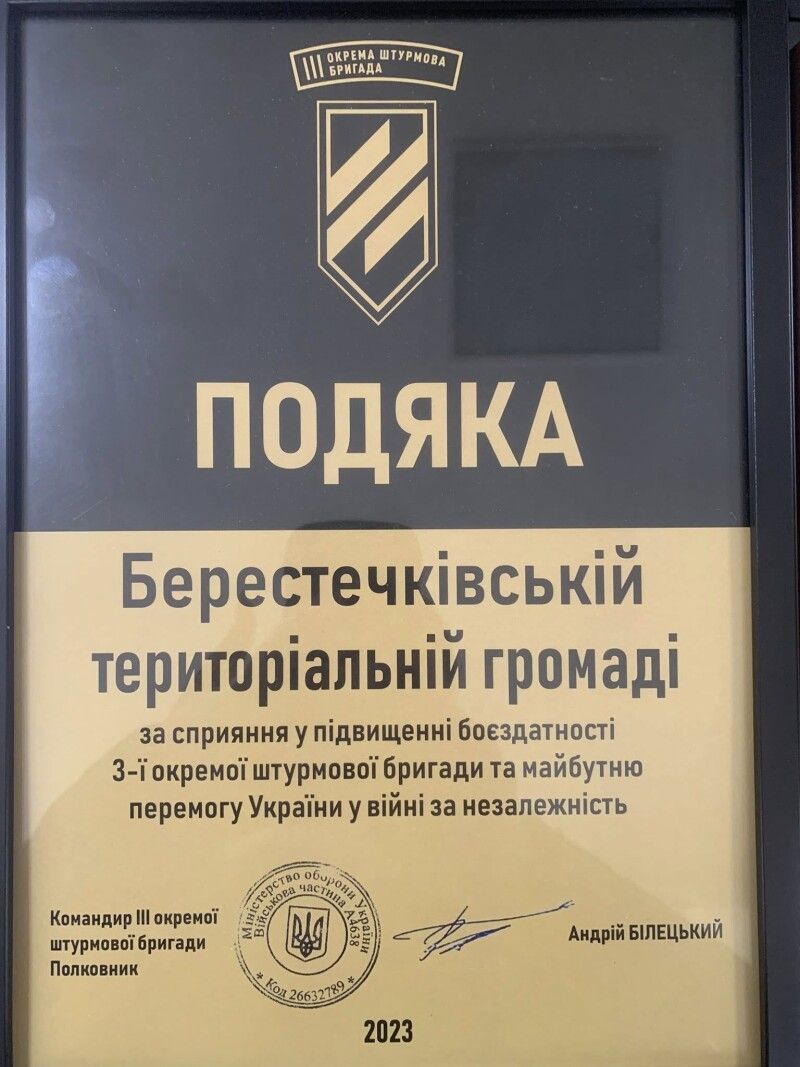 III ОКРЕМА ШТУРМОВА
БРИГАДА
ПОДЯКА
Берестечківській
територіальній громаді
за сприяння у підвищенні боєздатності
3-ї окремої штурмової бригади та майбутню
перемогу України у війні за незалежність
Командир III окремої
штурмової бригади
Полковник
Міністерство оборони України
Військова частина А4638
* Код 26632789 *
Андрій БІЛЕЦЬКИЙ
2023